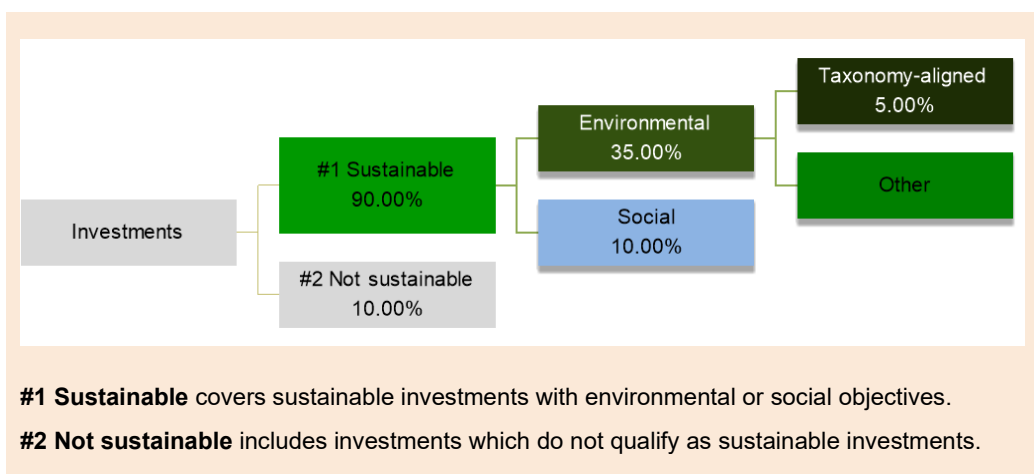 Investments
#1 Sustainable
90.00%
#2 Not sustainable
10.00%
Environmental
35.00%
Social
10.00%
Taxonomy-aligned
5.00%
Other
#1 Sustainable covers sustainable investments with environmental or social objectives.
#2 Not sustainable includes investments which do not qualify as sustainable investments.